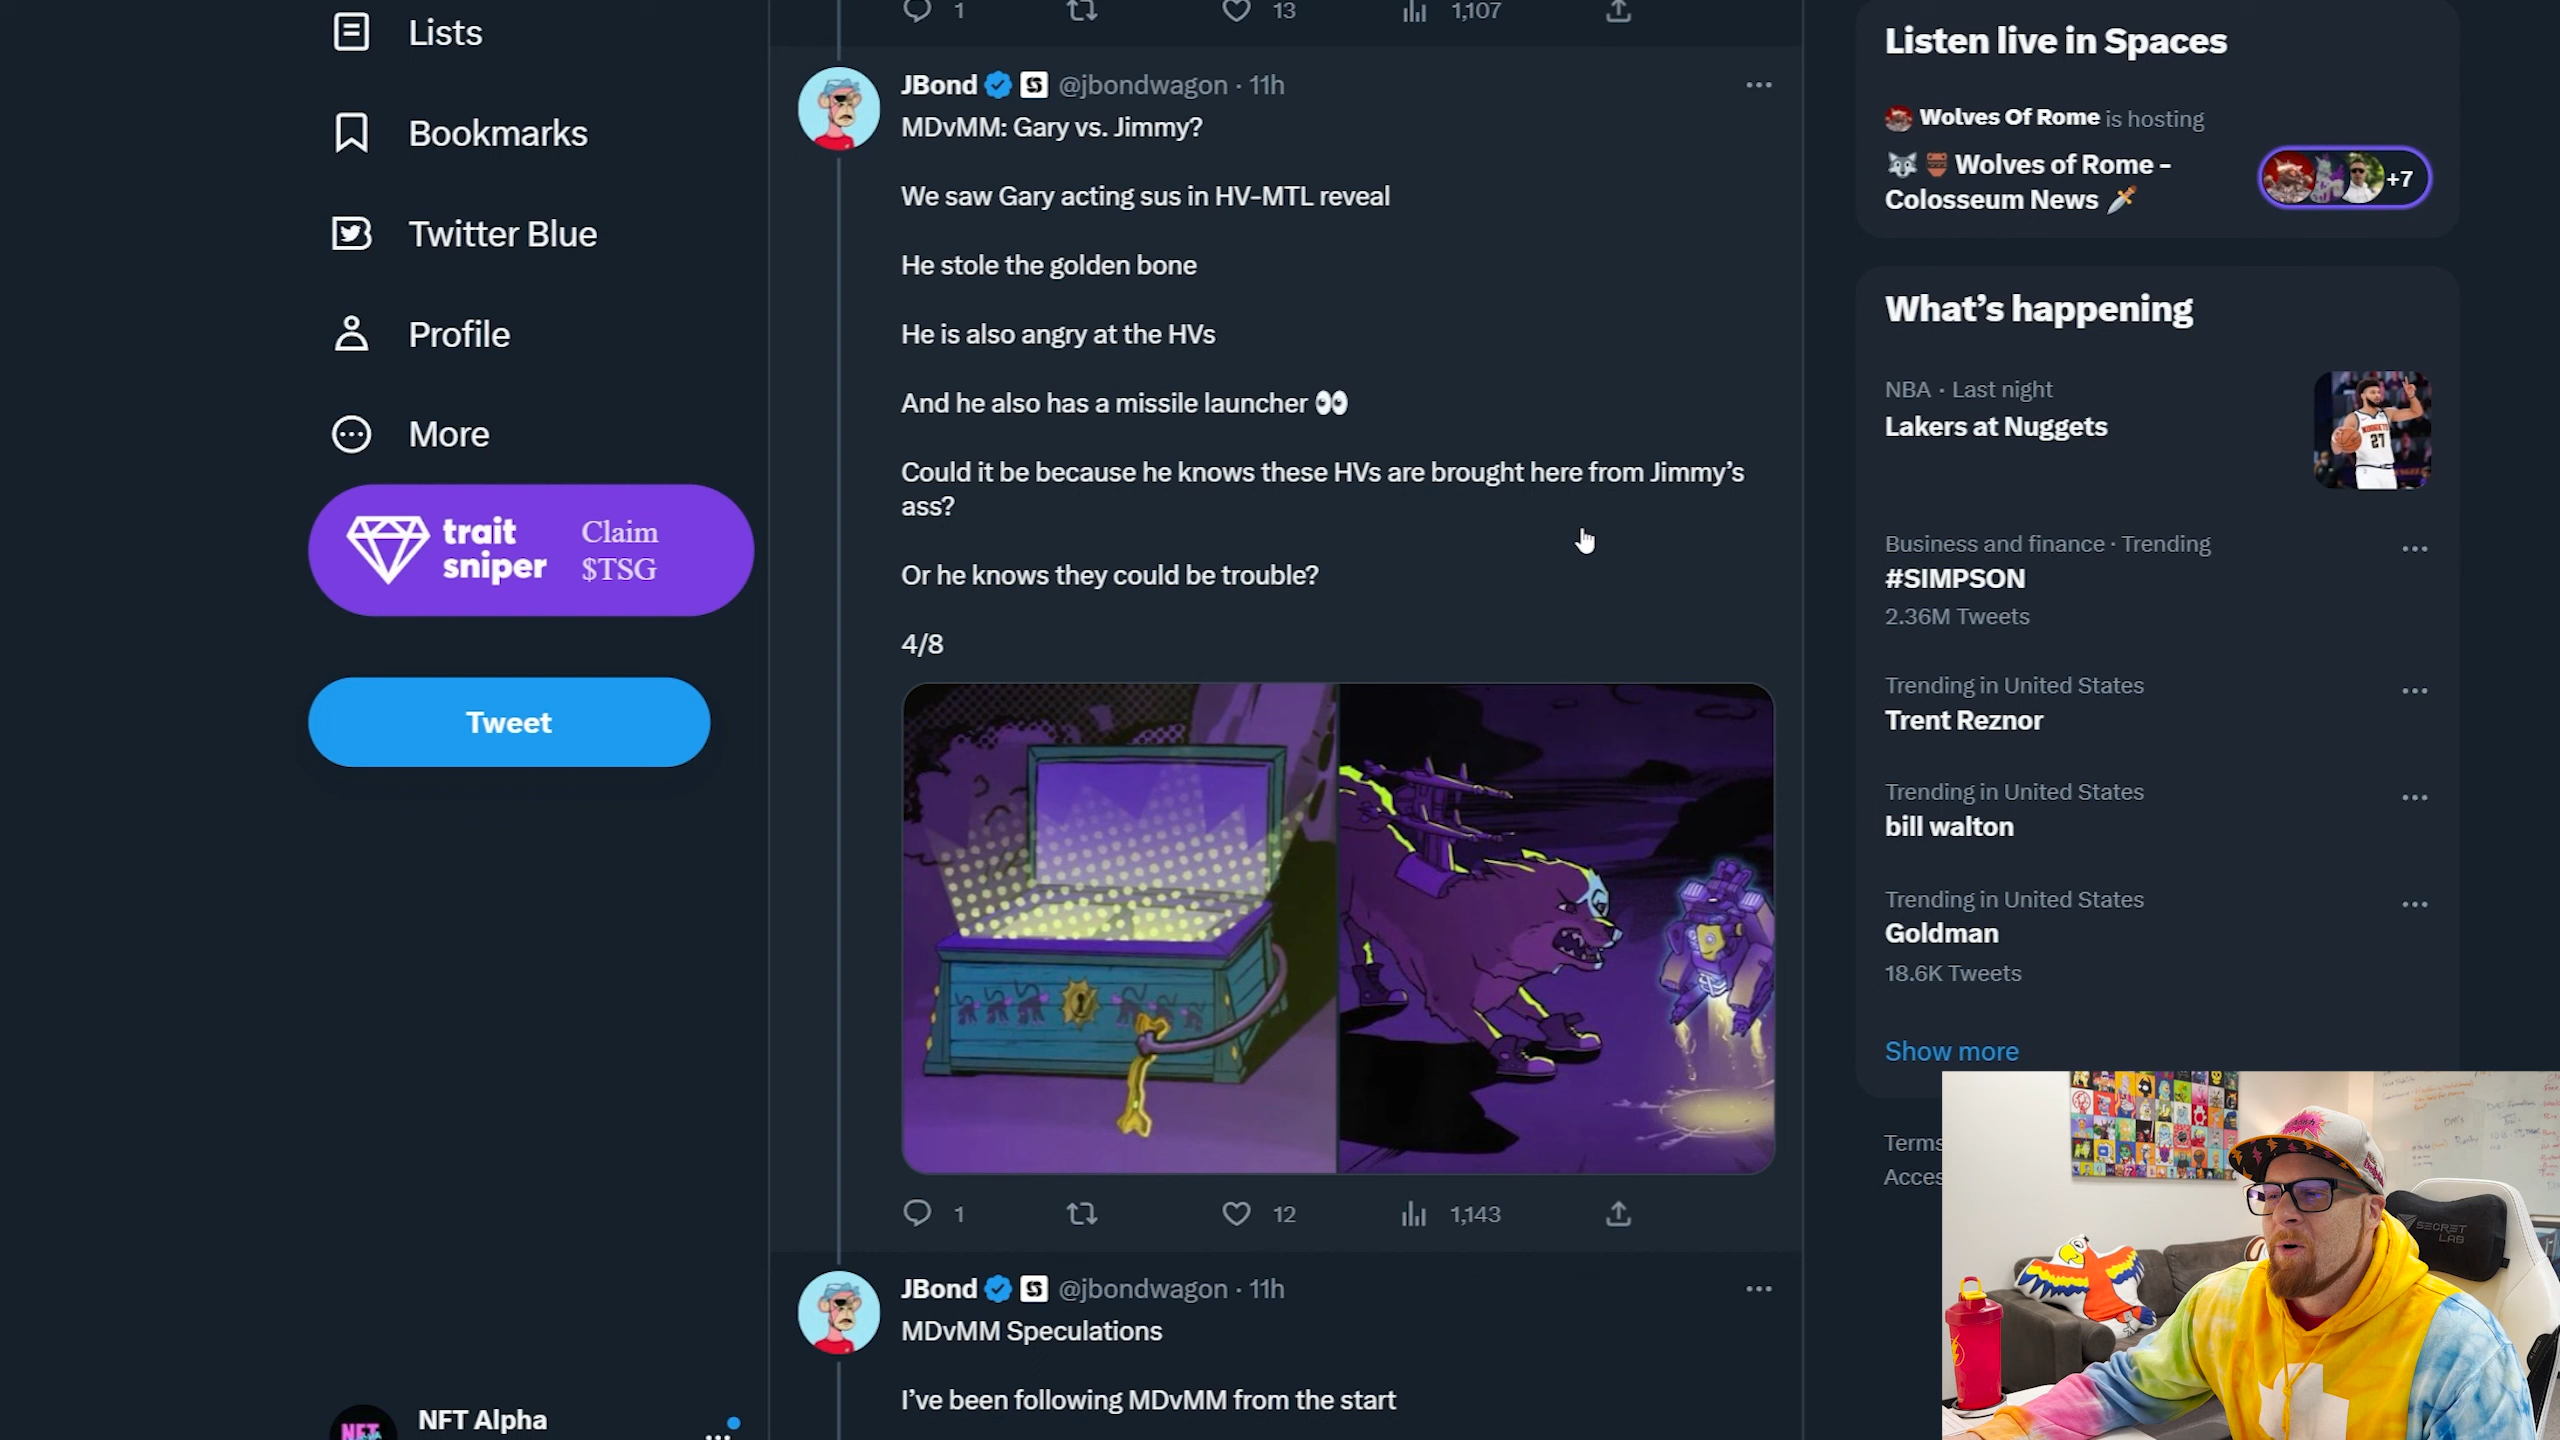 Lists
Bookmarks
Twitter Blue
Profile
More
trait
sniper
Claim
$TSG
Tweet
NFT Alpha
NFT
1
13
1,107
JBond @jbondwagon · 11h
MDvMM: Gary vs. Jimmy?
We saw Gary acting sus in HV-MTL reveal
He stole the golden bone
He is also angry at the HVs
And he also has a missile launcher 👀
Could it be because he knows these HVs are brought here from Jimmy’s
ass?
Or he knows they could be trouble?
4/8
1
12
1,143
JBond @jbondwagon · 11h
MDvMM Speculations
I’ve been following MDvMM from the start
Listen live in Spaces
Wolves Of Rome is hosting
🐺🏺Wolves of Rome -
Colosseum News 🗡️
+7
What’s happening
NBA · Last night
Lakers at Nuggets
NUGGETS
27
Business and finance · Trending
#SIMPSON
2.36M Tweets
Trending in United States
Trent Reznor
Trending in United States
bill walton
Trending in United States
Goldman
18.6K Tweets
Show more
Terms
Acces
SECRET
LAB